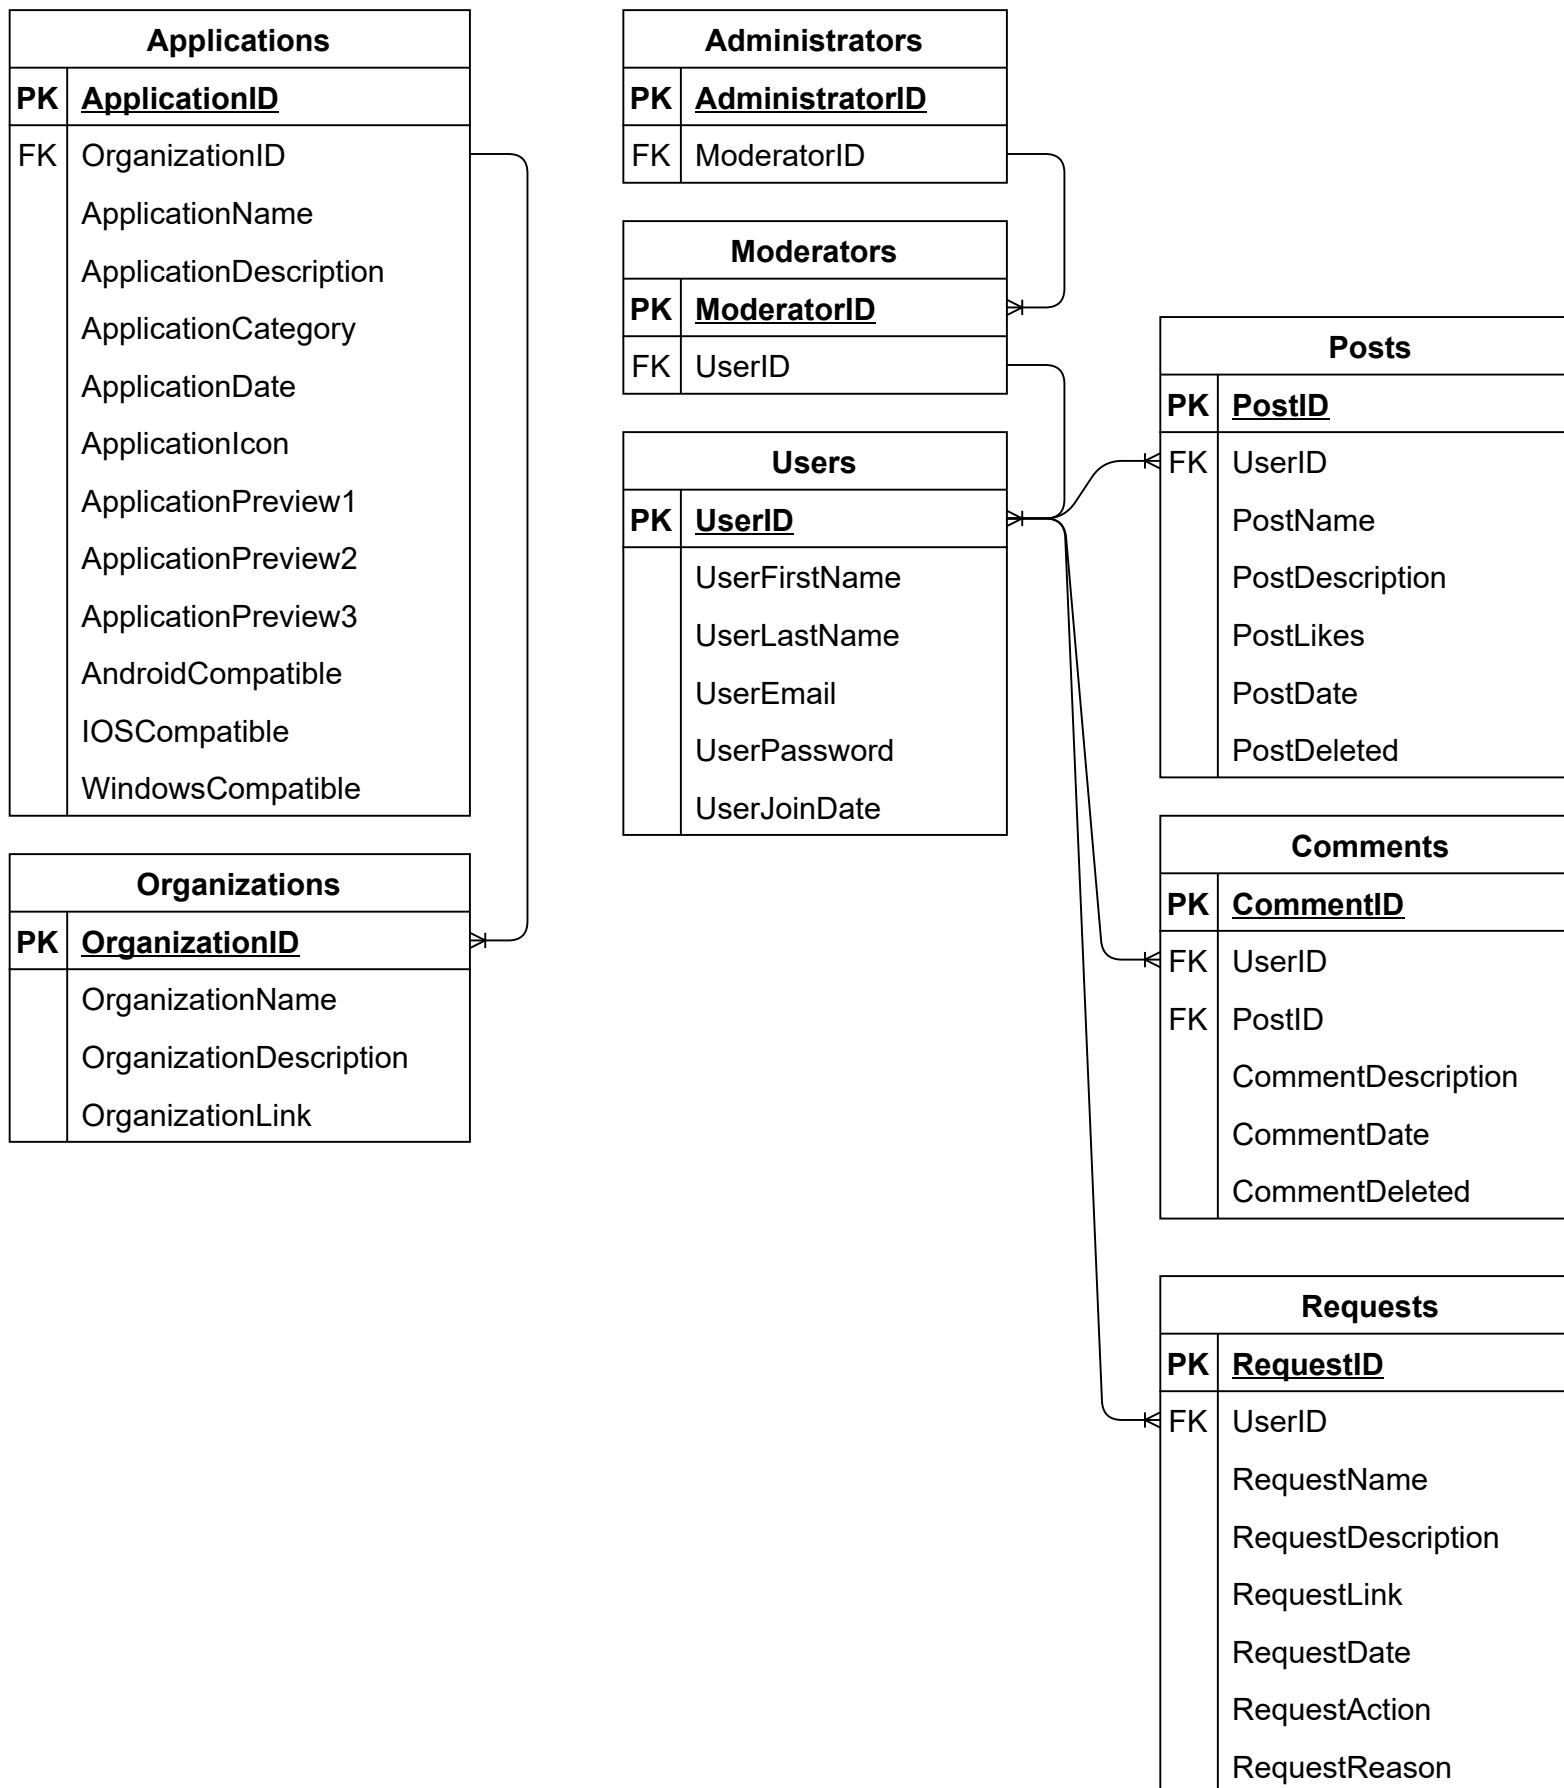 Applications
PK ApplicationID
FK OrganizationID
ApplicationName
ApplicationDescription
ApplicationCategory
ApplicationDate
ApplicationIcon
ApplicationPreview1
ApplicationPreview2
ApplicationPreview3
AndroidCompatible
IOSCompatible
WindowsCompatible
Organizations
PK OrganizationID
OrganizationName
OrganizationDescription
OrganizationLink
Administrators
PK AdministratorID
FK ModeratorID
Moderators
PK ModeratorID
FK UserID
Users
PK UserID
UserFirstName
UserLastName
UserEmail
UserPassword
UserJoinDate
Posts
PK PostID
FK UserID
PostName
PostDescription
PostLikes
PostDate
PostDeleted
Comments
PK CommentID
FK UserID
FK PostID
CommentDescription
CommentDate
CommentDeleted
Requests
PK RequestID
FK UserID
RequestName
RequestDescription
RequestLink
RequestDate
RequestAction
RequestReason